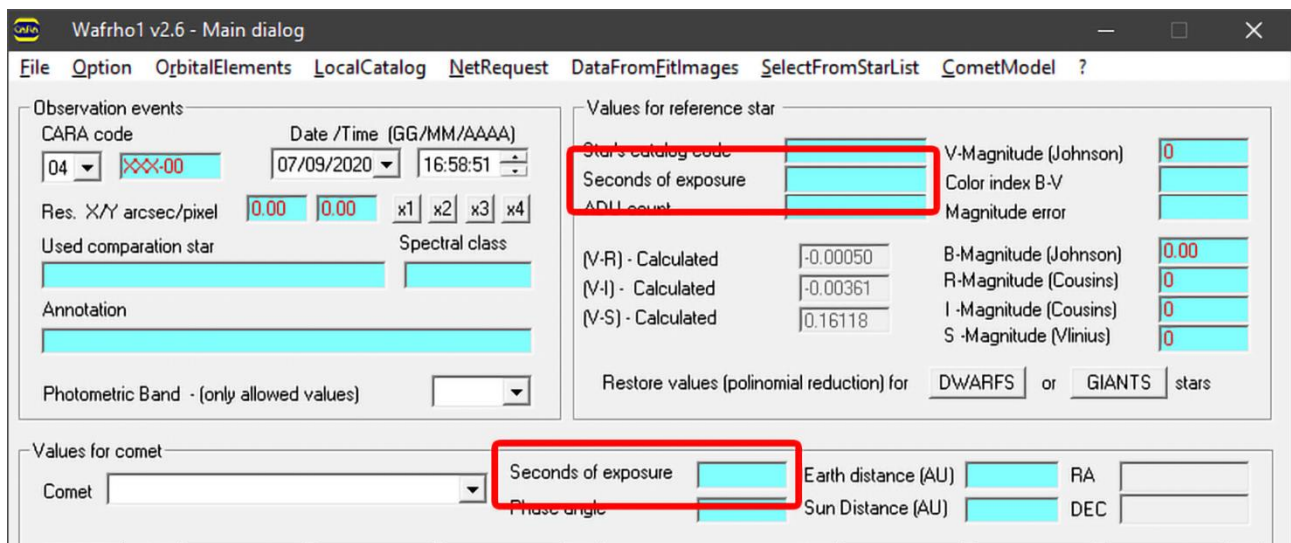 Wafrho1 v2.6 - Main dialog
File Option OrbitalElements LocalCatalog NetRequest DataFromFitImages SelectFromStarList CometModel ?
Observation events
CARA code Date /Time (GG/MM/AAAA)
04 XXX-00 07/09/2020 16:58:51
Res. X/Y arcsec/pixel 0.00 0.00 x1 x2 x3 x4
Used comparation star Spectral class
Annotation
Photometric Band - (only allowed values)
Values for reference star
Star's catalog code V-Magnitude (Johnson) 0
Seconds of exposure Color index B-V
ADU count Magnitude error
(V-R) - Calculated -0.00050 B-Magnitude (Johnson) 0.00
(V-I) - Calculated -0.00361 R-Magnitude (Cousins) 0
I -Magnitude (Cousins) 0
(V-S) - Calculated 0.16118 S -Magnitude (Vlinius) 0
Restore values (polinomial reduction) for DWARFS or GIANTS stars
Values for comet
Comet Seconds of exposure Earth distance (AU) RA
Phase angle Sun Distance (AU) DEC